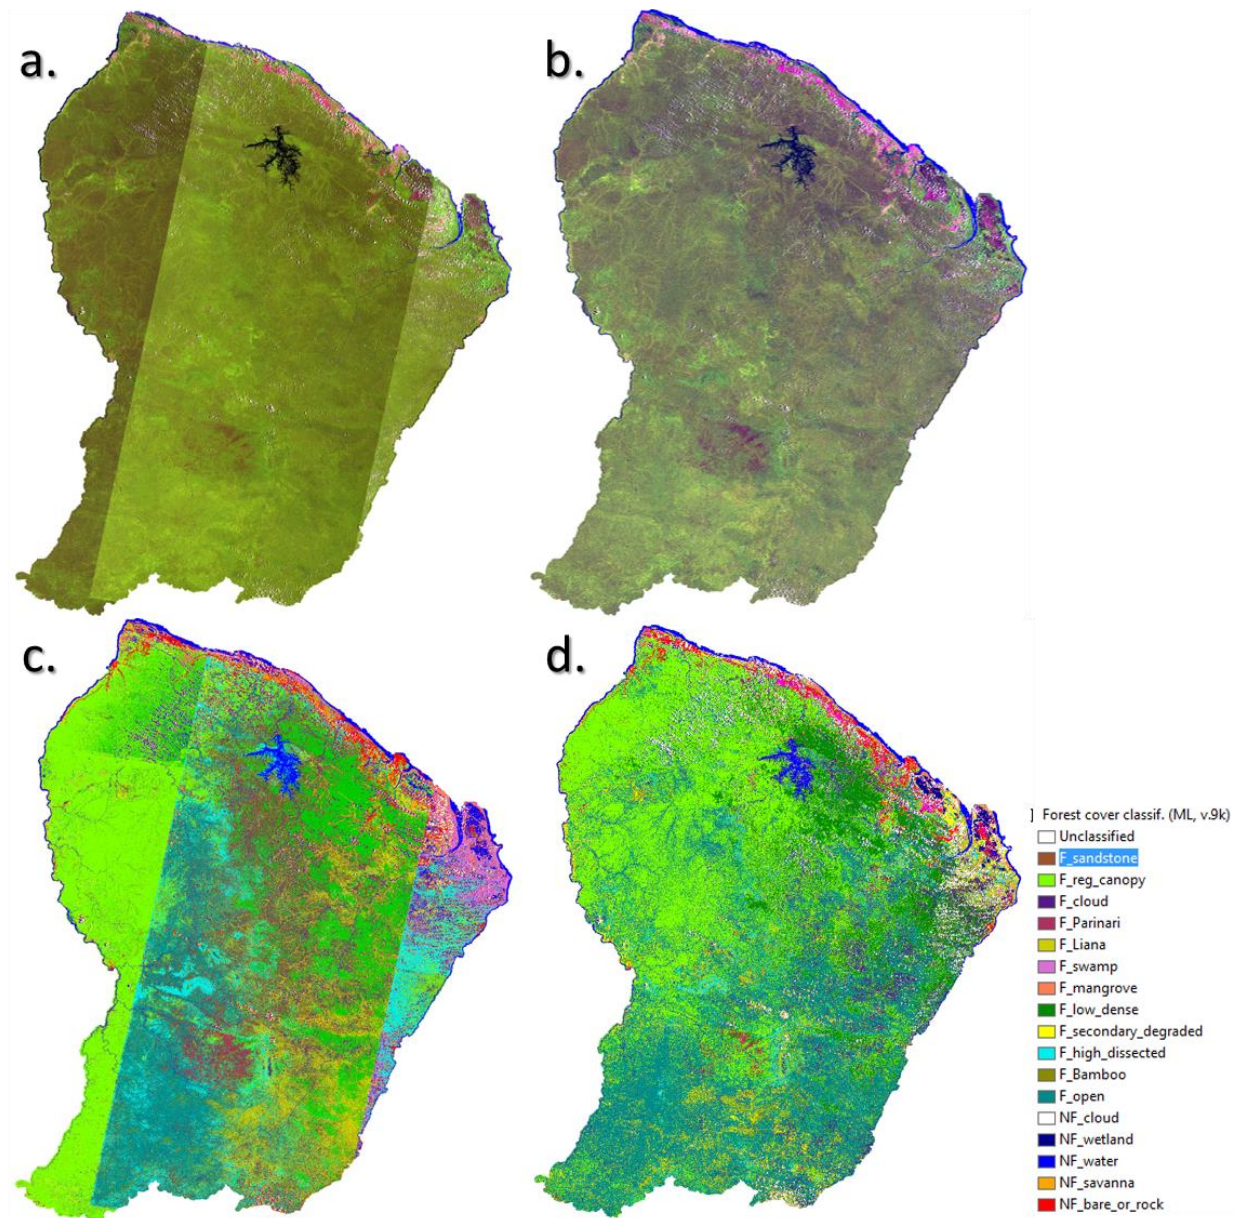 a.
b.
c.
d.
] Forest cover classif. (ML, v.9k)
Unclassified
F_sandstone
F_reg_canopy
F_cloud
F_Parinari
F_Liana
F_swamp
F_mangrove
F_low_dense
F_secondary_degraded
F_high_dissected
F_Bamboo
F_open
NF_cloud
NF_wetland
NF_water
NF_savanna
NF_bare_or_rock